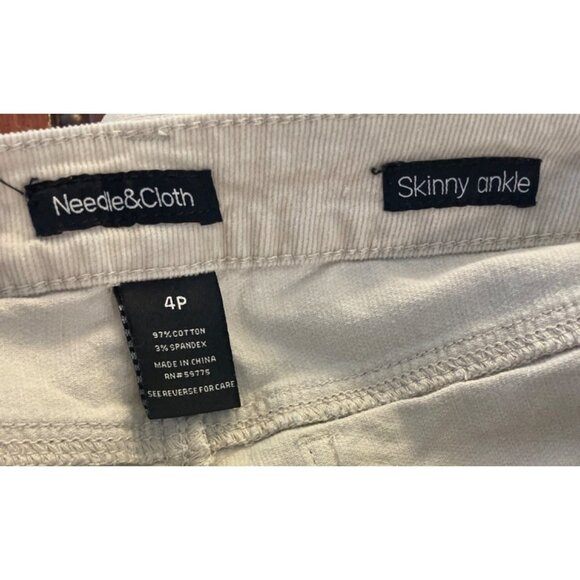 Needle&Cloth
Skinny ankle
4P
97% COTTON
3% SPANDEX
MADE IN CHINA
RN# 59775
SEE REVERSE FOR CARE